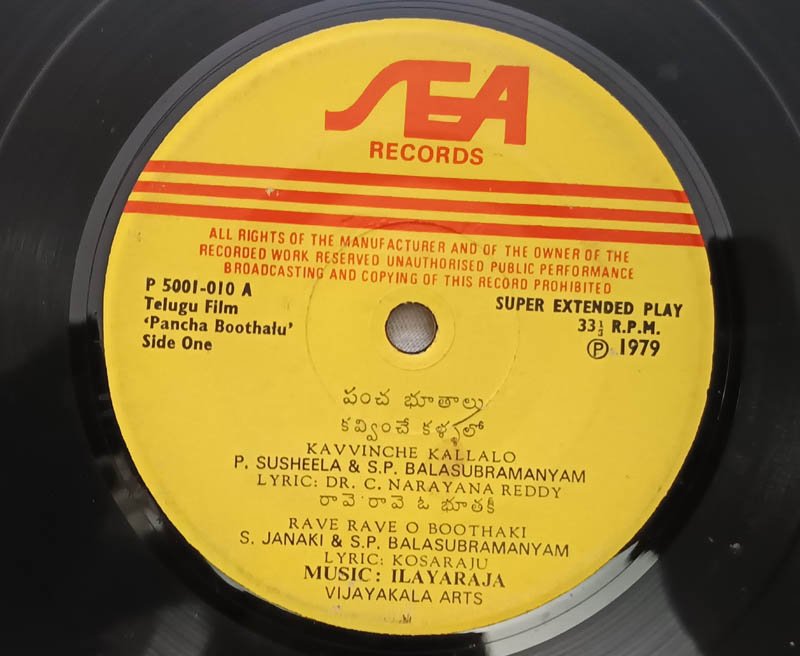 SEA
RECORDS
ALL RIGHTS OF THE MANUFACTURER AND OF THE OWNER OF THE
RECORDED WORK RESERVED UNAUTHORISED PUBLIC PERFORMANCE
BROADCASTING AND COPYING OF THIS RECORD PROHIBITED
P 5001-010 A
Telugu Film
'Pancha Boothalu'
Side One
SUPER EXTENDED PLAY
33⅓ R.P.M.
Ⓟ 1979
పంచ భూతాలు
కవ్వించే కళ్ళలో
KAVVINCHE KALLALO
P. SUSHEELA & S.P. BALASUBRAMANYAM
LYRIC: DR. C. NARAYANA REDDY
రావె రావె ఓ భూతకీ
RAVE RAVE O BOOTHAKI
S. JANAKI & S.P. BALASUBRAMANYAM
LYRIC: KOSARAJU
MUSIC: ILAYARAJA
VIJAYAKALA ARTS